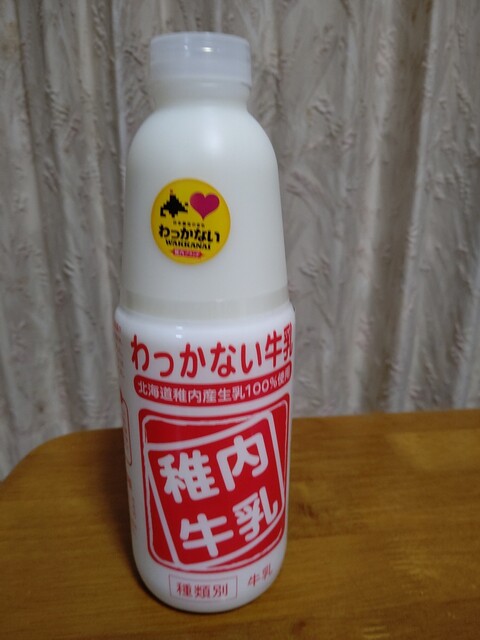 わっかない
WAKKANAI
わっかない牛乳
北海道稚内産生乳100%使用
稚内
牛乳
種類別 牛乳